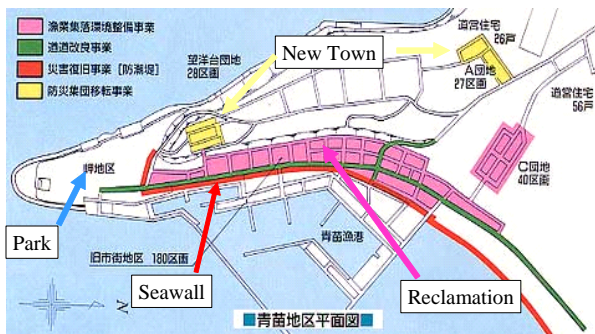 漁業集落環境整備事業
道道改良事業
災害復旧事業［防潮堤］
防災集団移転事業
望洋台団地
28区画
New Town
道営住宅
26戸
A団地
27区画
道営住宅
56戸
C団地
40区画
岬地区
Park
旧市街地区 180区画
Seawall
青苗漁港
Reclamation
N
■青苗地区平面図■